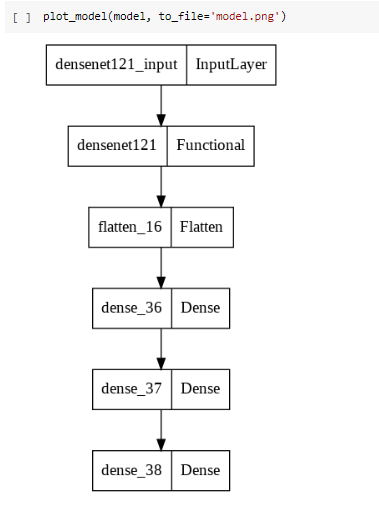 [ ] plot_model(model, to_file='model.png')
densenet121_input InputLayer
densenet121 Functional
flatten_16 Flatten
dense_36 Dense
dense_37 Dense
dense_38 Dense